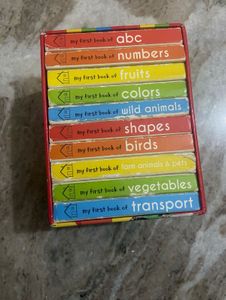 my first book of abc
my first book of numbers
my first book of fruits
my first book of colors
my first book of wild animals
my first book of shapes
my first book of birds
my first book of farm animals & pets
my first book of vegetables
my first book of transport